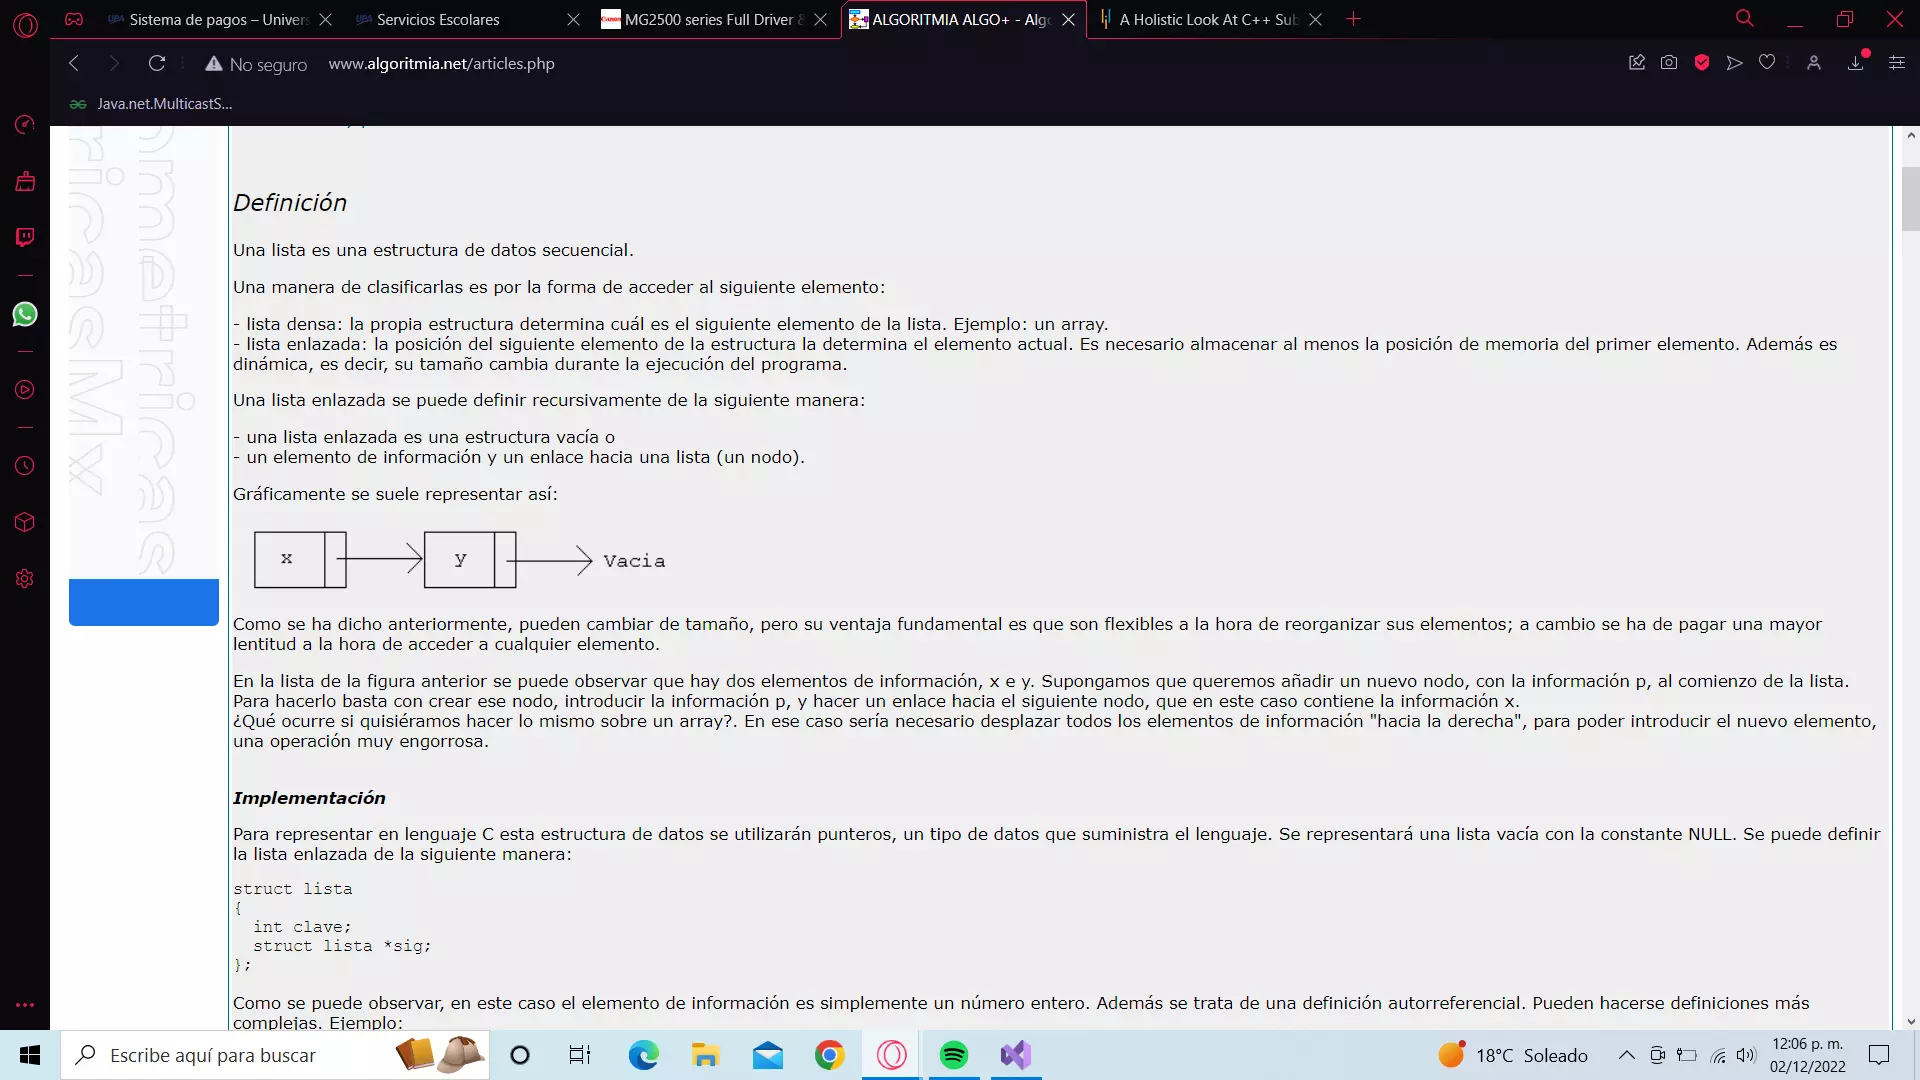 Sistema de pagos – Univers
Servicios Escolares
MG2500 series Full Driver &
ALGORITMIA ALGO+ - Algo
A Holistic Look At C++ Sub
No seguro
www.algoritmia.net/articles.php
Java.net.MulticastS...
Definición
Una lista es una estructura de datos secuencial.
Una manera de clasificarlas es por la forma de acceder al siguiente elemento:
- lista densa: la propia estructura determina cuál es el siguiente elemento de la lista. Ejemplo: un array.
- lista enlazada: la posición del siguiente elemento de la estructura la determina el elemento actual. Es necesario almacenar al menos la posición de memoria del primer elemento. Además es
dinámica, es decir, su tamaño cambia durante la ejecución del programa.
Una lista enlazada se puede definir recursivamente de la siguiente manera:
- una lista enlazada es una estructura vacía o
- un elemento de información y un enlace hacia una lista (un nodo).
Gráficamente se suele representar así:
x y Vacia
Como se ha dicho anteriormente, pueden cambiar de tamaño, pero su ventaja fundamental es que son flexibles a la hora de reorganizar sus elementos; a cambio se ha de pagar una mayor
lentitud a la hora de acceder a cualquier elemento.
En la lista de la figura anterior se puede observar que hay dos elementos de información, x e y. Supongamos que queremos añadir un nuevo nodo, con la información p, al comienzo de la lista.
Para hacerlo basta con crear ese nodo, introducir la información p, y hacer un enlace hacia el siguiente nodo, que en este caso contiene la información x.
¿Qué ocurre si quisiéramos hacer lo mismo sobre un array?. En ese caso sería necesario desplazar todos los elementos de información "hacia la derecha", para poder introducir el nuevo elemento,
una operación muy engorrosa.
Implementación
Para representar en lenguaje C esta estructura de datos se utilizarán punteros, un tipo de datos que suministra el lenguaje. Se representará una lista vacía con la constante NULL. Se puede definir
la lista enlazada de la siguiente manera:
struct lista
{
int clave;
struct lista *sig;
};
Como se puede observar, en este caso el elemento de información es simplemente un número entero. Además se trata de una definición autorreferencial. Pueden hacerse definiciones más
complejas. Ejemplo:
Escribe aquí para buscar
18°C Soleado
12:06 p. m.
02/12/2022